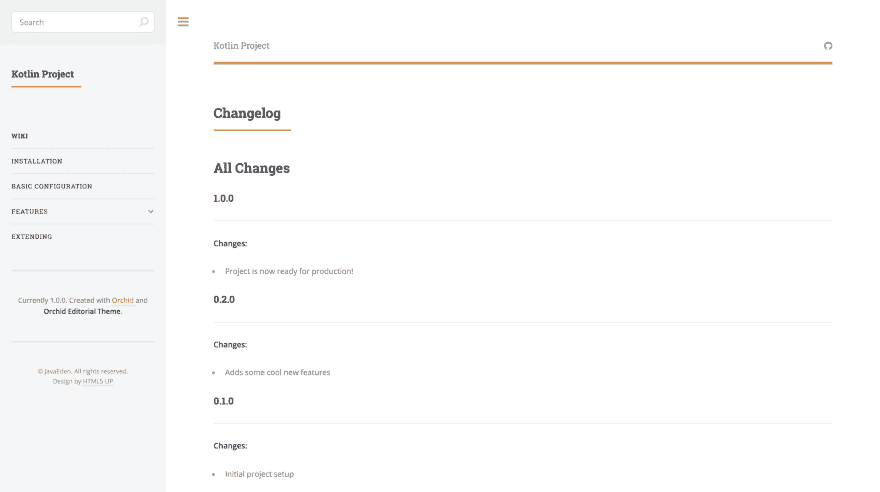 Search
Kotlin Project
WIKI
INSTALLATION
BASIC CONFIGURATION
FEATURES
EXTENDING
Currently 1.0.0. Created with Orchid and
Orchid Editorial Theme.
© JavaEden. All rights reserved.
Design by HTML5 UP
Kotlin Project
Changelog
All Changes
1.0.0
Changes:
Project is now ready for production!
0.2.0
Changes:
Adds some cool new features
0.1.0
Changes:
Initial project setup